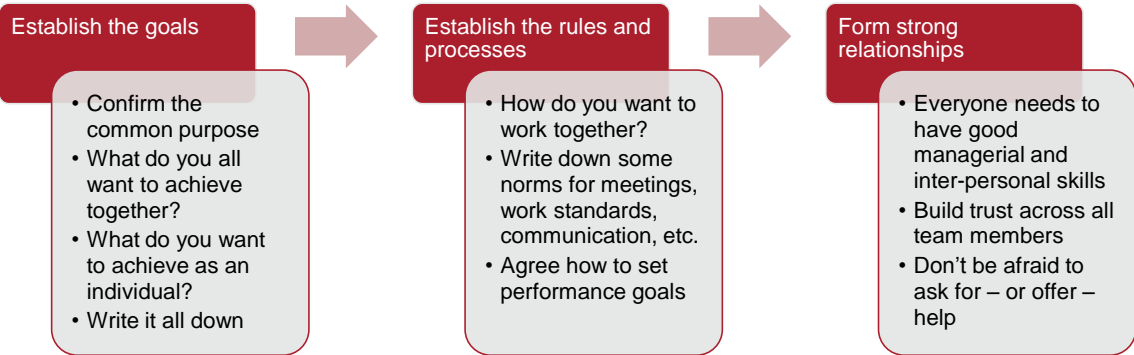 Establish the goals
• Confirm the
common purpose
• What do you all
want to achieve
together?
• What do you want
to achieve as an
individual?
• Write it all down
Establish the rules and
processes
• How do you want to
work together?
• Write down some
norms for meetings,
work standards,
communication, etc.
• Agree how to set
performance goals
Form strong
relationships
• Everyone needs to
have good
managerial and
inter-personal skills
• Build trust across all
team members
• Don’t be afraid to
ask for – or offer –
help